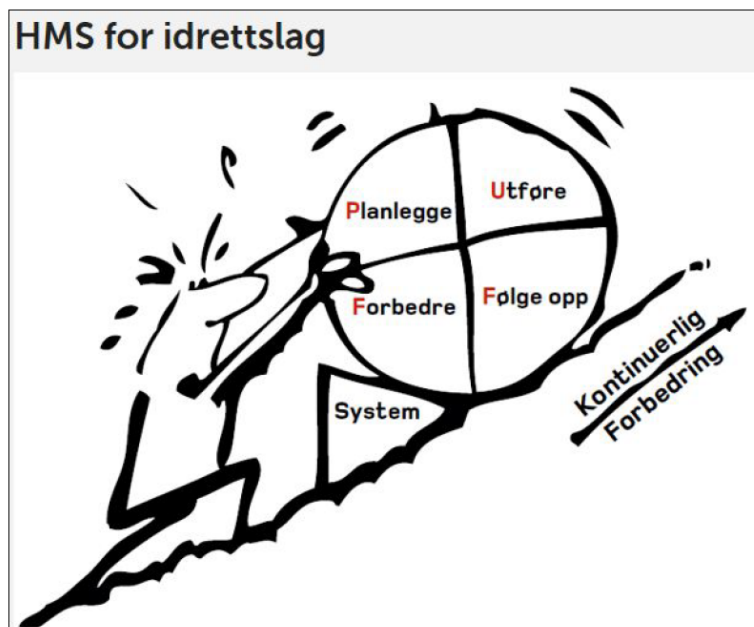 HMS for idrettslag
Planlegge
Utføre
Forbedre
Følge opp
System
Kontinuerlig
Forbedring